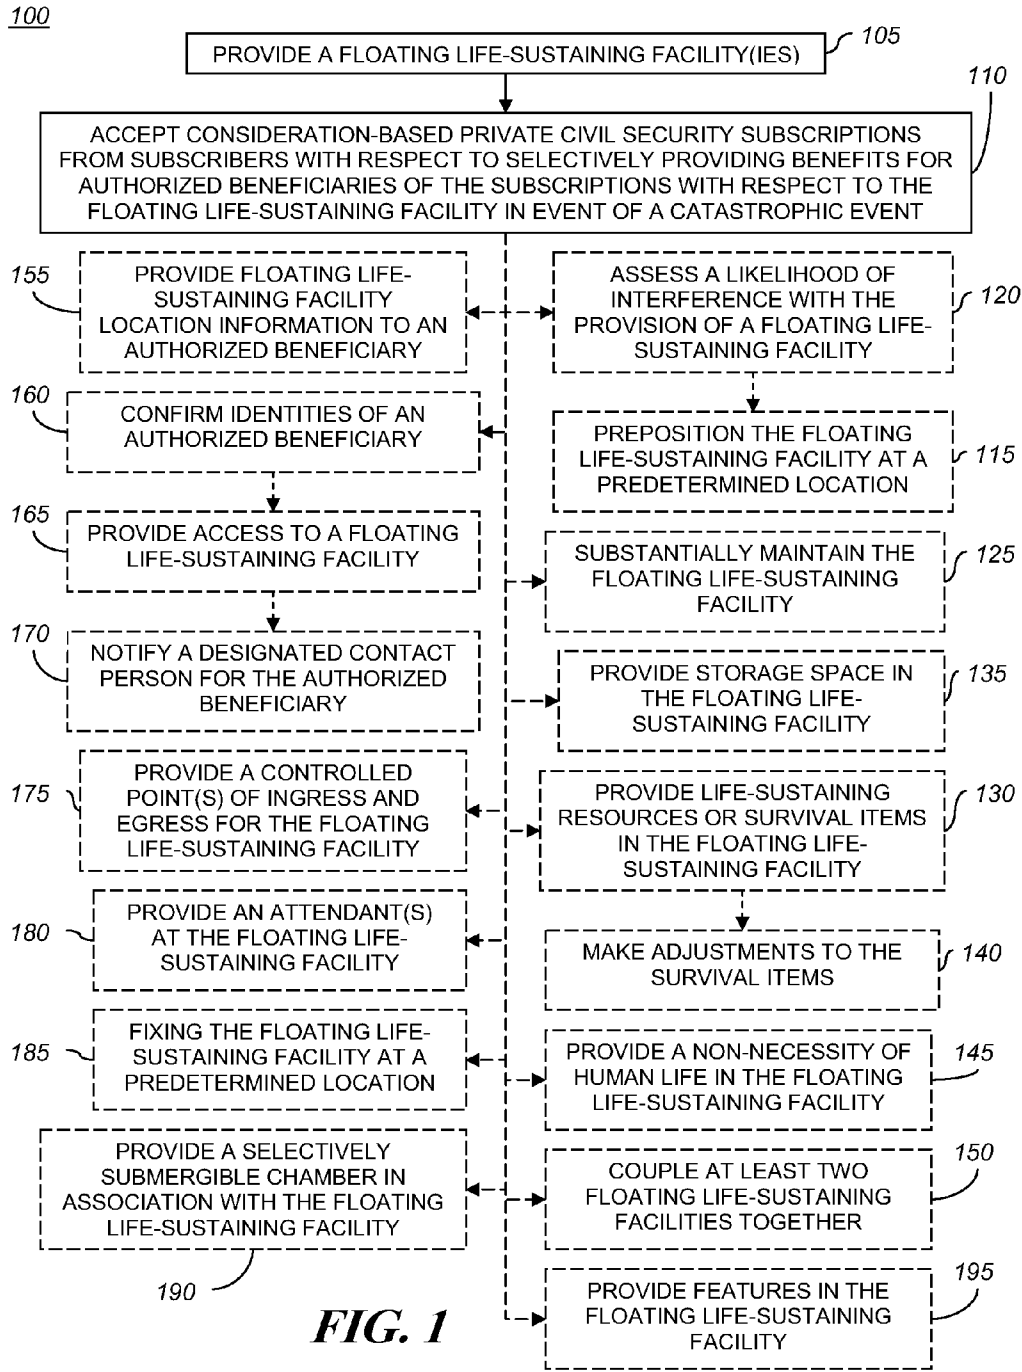 100
PROVIDE A FLOATING LIFE-SUSTAINING FACILITY(IES)
105
110
ACCEPT CONSIDERATION-BASED PRIVATE CIVIL SECURITY SUBSCRIPTIONS
FROM SUBSCRIBERS WITH RESPECT TO SELECTIVELY PROVIDING BENEFITS FOR
AUTHORIZED BENEFICIARIES OF THE SUBSCRIPTIONS WITH RESPECT TO THE
FLOATING LIFE-SUSTAINING FACILITY IN EVENT OF A CATASTROPHIC EVENT
155
PROVIDE FLOATING LIFE-
SUSTAINING FACILITY
LOCATION INFORMATION TO AN
AUTHORIZED BENEFICIARY
ASSESS A LIKELIHOOD OF
INTERFERENCE WITH THE
PROVISION OF A FLOATING LIFE-
SUSTAINING FACILITY
120
160
CONFIRM IDENTITIES OF AN
AUTHORIZED BENEFICIARY
PREPOSITION THE FLOATING
LIFE-SUSTAINING FACILITY AT A
PREDETERMINED LOCATION
115
165
PROVIDE ACCESS TO A FLOATING
LIFE-SUSTAINING FACILITY
SUBSTANTIALLY MAINTAIN THE
FLOATING LIFE-SUSTAINING
FACILITY
125
170
NOTIFY A DESIGNATED CONTACT
PERSON FOR THE AUTHORIZED
BENEFICIARY
PROVIDE STORAGE SPACE IN
THE FLOATING LIFE-
SUSTAINING FACILITY
135
175
PROVIDE A CONTROLLED
POINT(S) OF INGRESS AND
EGRESS FOR THE FLOATING
LIFE-SUSTAINING FACILITY
PROVIDE LIFE-SUSTAINING
RESOURCES OR SURVIVAL ITEMS
IN THE FLOATING LIFE-
SUSTAINING FACILITY
130
180
PROVIDE AN ATTENDANT(S)
AT THE FLOATING LIFE-
SUSTAINING FACILITY
MAKE ADJUSTMENTS TO THE
SURVIVAL ITEMS
140
185
FIXING THE FLOATING LIFE-
SUSTAINING FACILITY AT A
PREDETERMINED LOCATION
PROVIDE A NON-NECESSITY OF
HUMAN LIFE IN THE FLOATING
LIFE-SUSTAINING FACILITY
145
PROVIDE A SELECTIVELY
SUBMERGIBLE CHAMBER IN
ASSOCIATION WITH THE FLOATING
LIFE-SUSTAINING FACILITY
190
COUPLE AT LEAST TWO
FLOATING LIFE-SUSTAINING
FACILITIES TOGETHER
150
PROVIDE FEATURES IN THE
FLOATING LIFE-SUSTAINING
FACILITY
195
FIG. 1